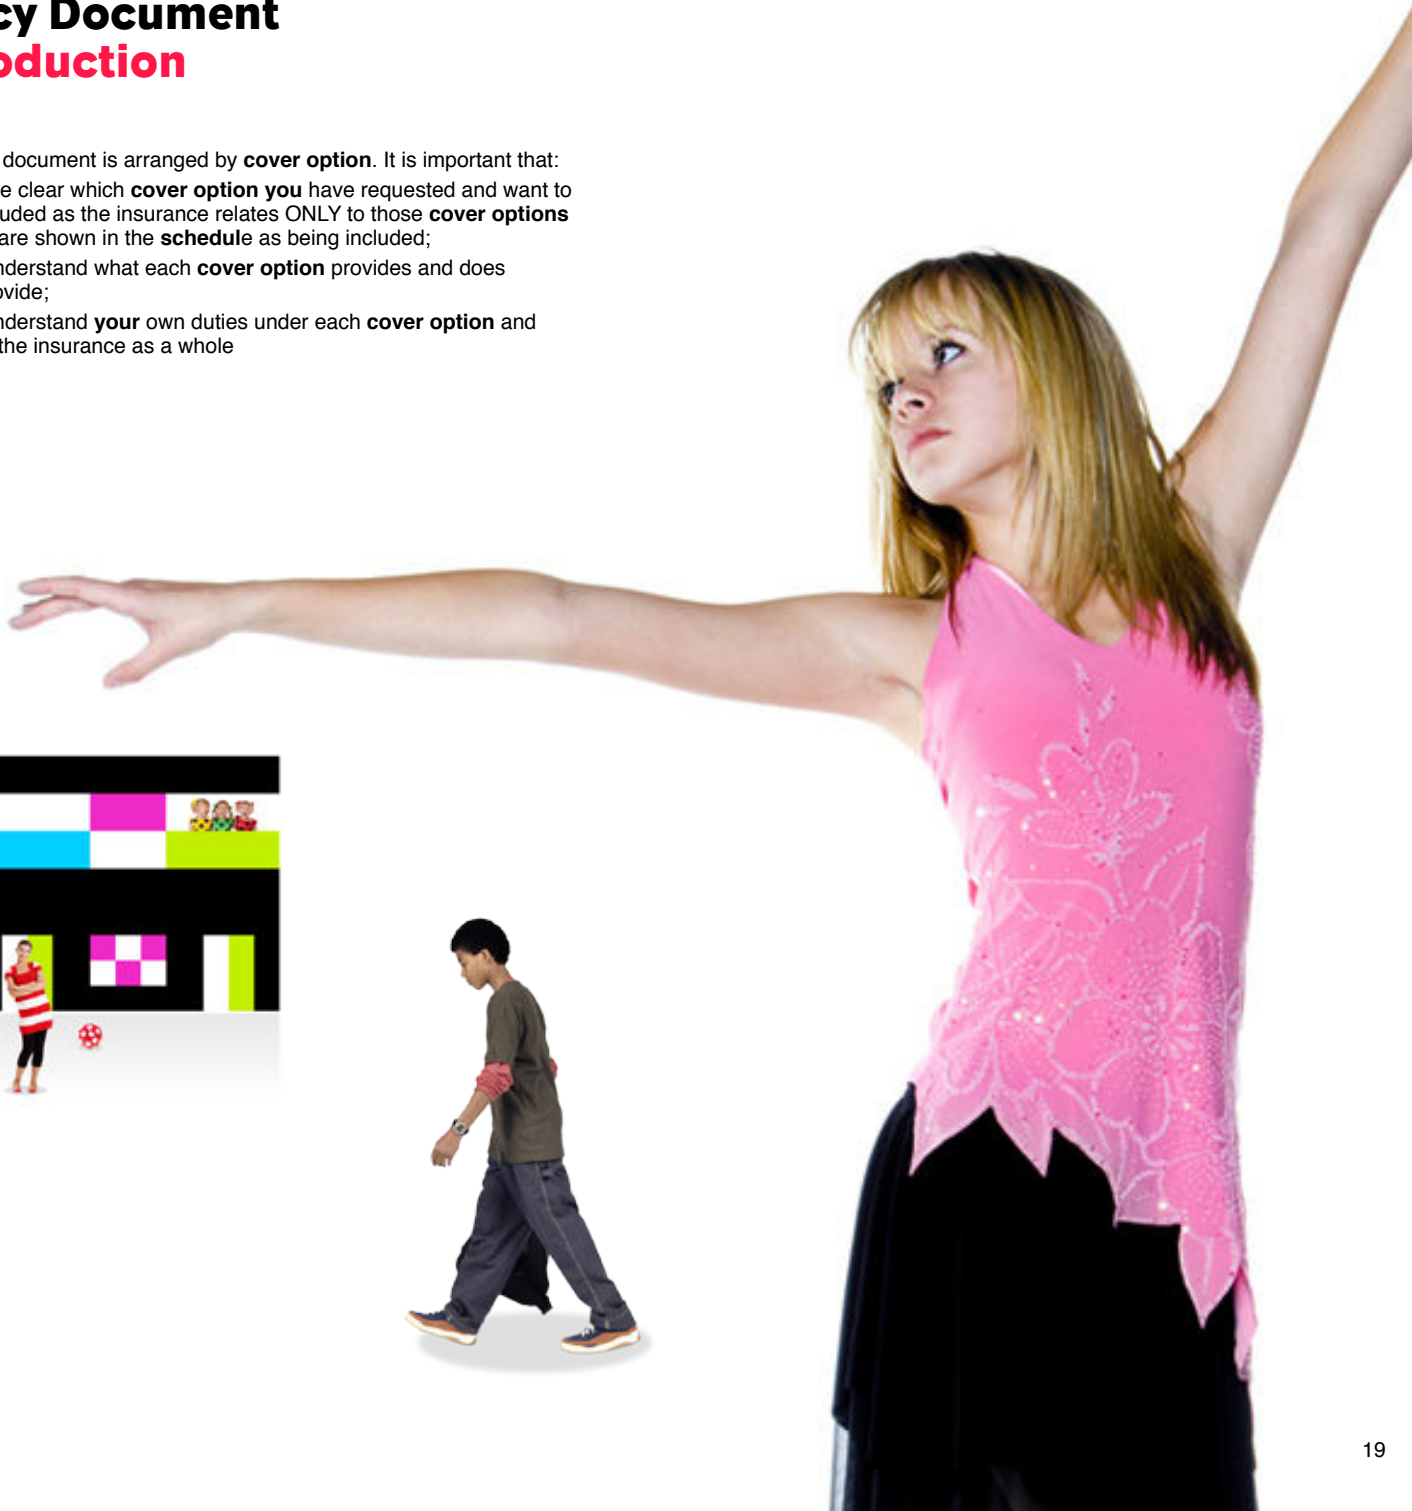 cy Document
oduction
document is arranged by cover option. It is important that:
e clear which cover option you have requested and want to
uded as the insurance relates ONLY to those cover options
are shown in the schedule as being included;
nderstand what each cover option provides and does
ovide;
nderstand your own duties under each cover option and
the insurance as a whole
19